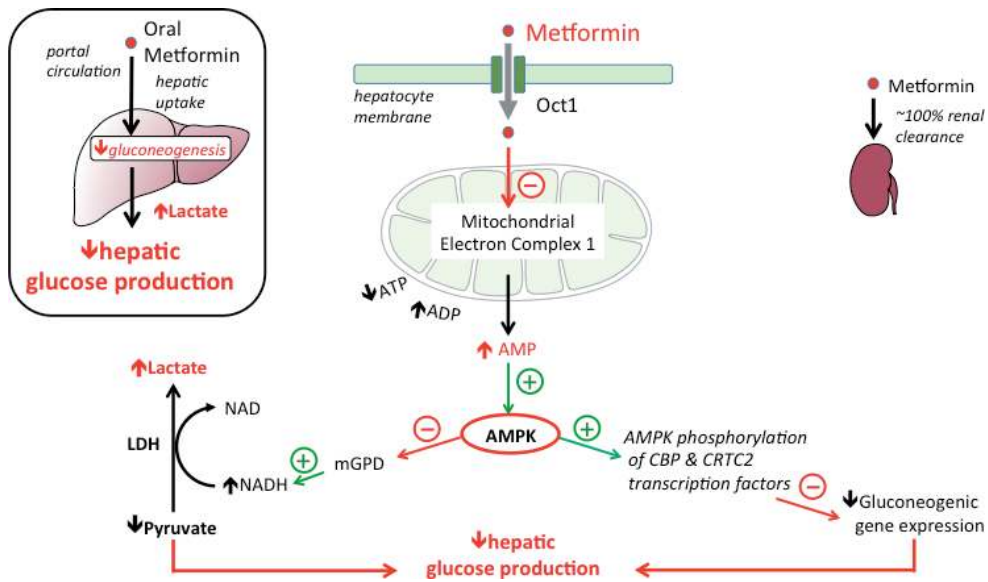 Oral
Metformin
portal
circulation
hepatic
uptake
↓gluconeogenesis
↑Lactate
↓hepatic
glucose production
Metformin
hepatocyte
membrane
Oct1
−
Mitochondrial
Electron Complex 1
↓ATP
↑ADP
↑ AMP
+
AMPK
−
+
Metformin
~100% renal
clearance
↑Lactate
NAD
LDH
↑NADH
+
mGPD
↓Pyruvate
AMPK phosphorylation
of CBP & CRTC2
transcription factors
−
↓Gluconeogenic
gene expression
↓hepatic
glucose production